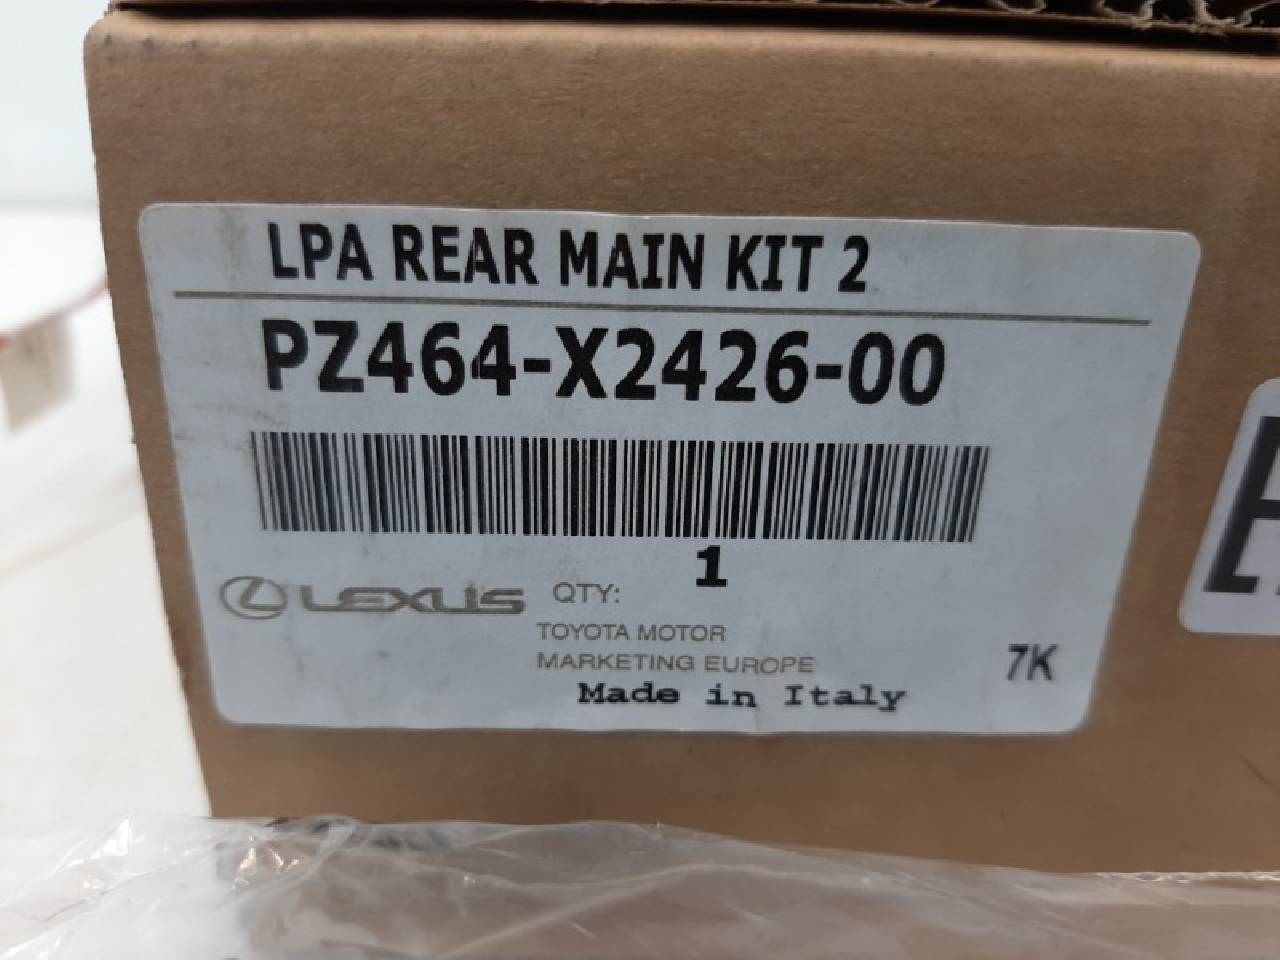 LPA REAR MAIN KIT 2
PZ464-X2426-00
1
LEXUS QTY:
TOYOTA MOTOR
MARKETING EUROPE
7K
Made in Italy